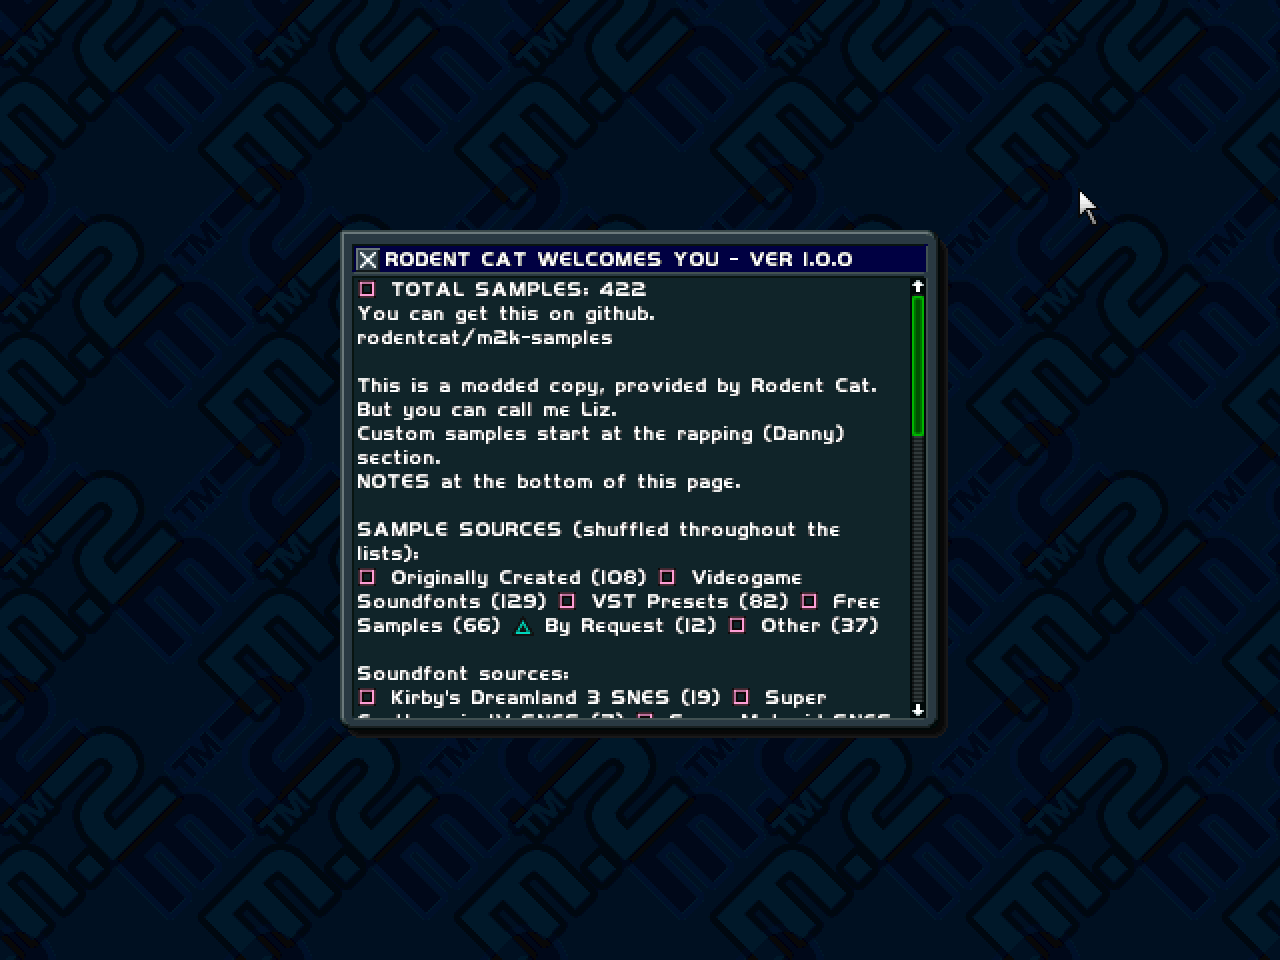 RODENT CAT WELCOMES YOU - VER 1.0.0
TOTAL SAMPLES: 422
You can get this on github.
rodentcat/m2k-samples
This is a modded copy, provided by Rodent Cat.
But you can call me Liz.
Custom samples start at the rapping (Danny)
section.
NOTES at the bottom of this page.
SAMPLE SOURCES (shuffled throughout the
lists):
Originally Created (108) Videogame
Soundfonts (129) VST Presets (82) Free
Samples (66) By Request (12) Other (37)
Soundfont sources:
Kirby's Dreamland 3 SNES (19) Super